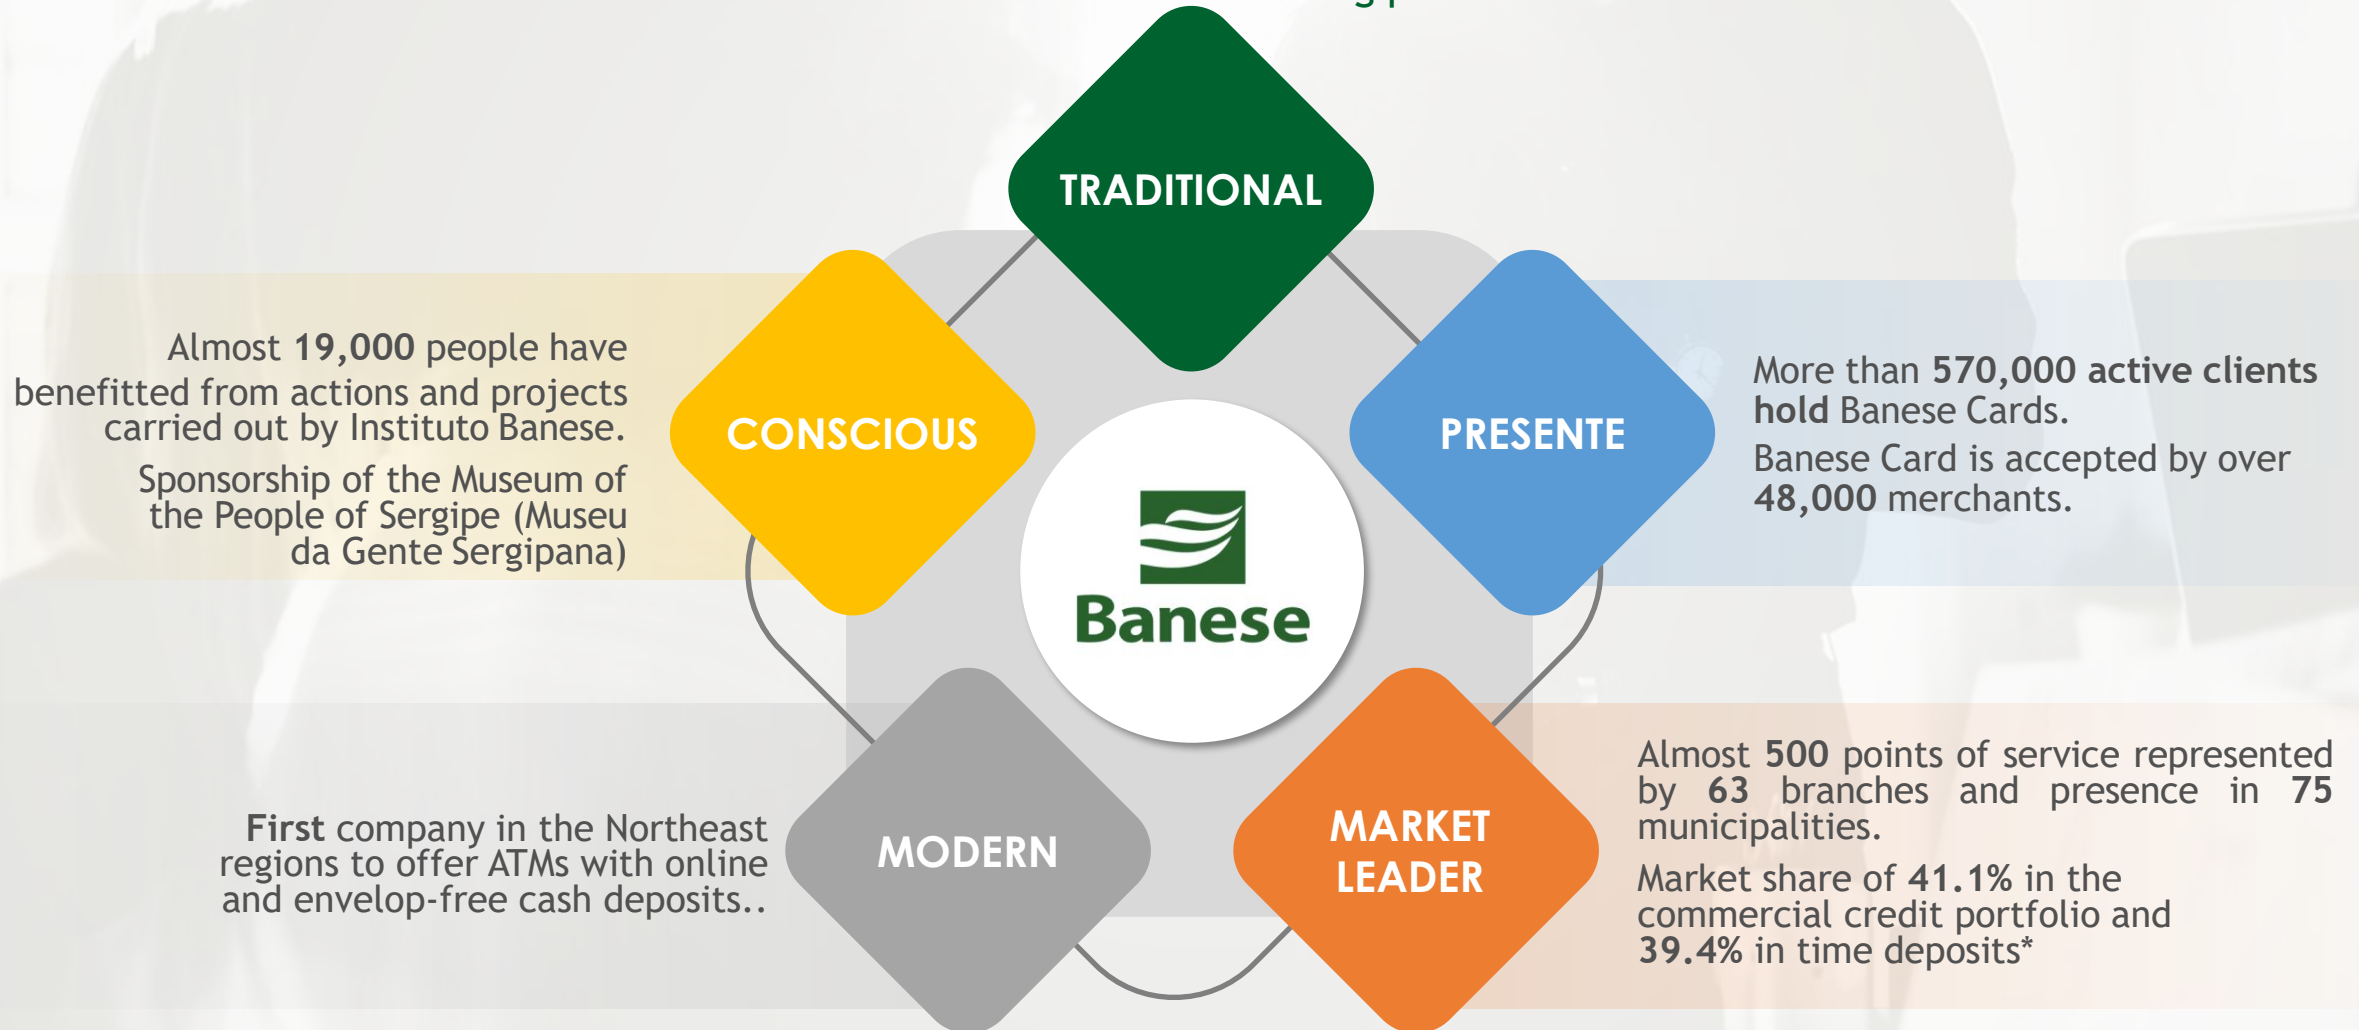 TRADITIONAL
CONSCIOUS
Almost 19,000 people have
benefitted from actions and projects
carried out by Instituto Banese.
Sponsorship of the Museum of
the People of Sergipe (Museu
da Gente Sergipana)
PRESENTE
More than 570,000 active clients
hold Banese Cards.
Banese Card is accepted by over
48,000 merchants.
Banese
MODERN
First company in the Northeast
regions to offer ATMs with online
and envelop-free cash deposits..
MARKET
LEADER
Almost 500 points of service represented
by 63 branches and presence in 75
municipalities.
Market share of 41.1% in the
commercial credit portfolio and
39.4% in time deposits*